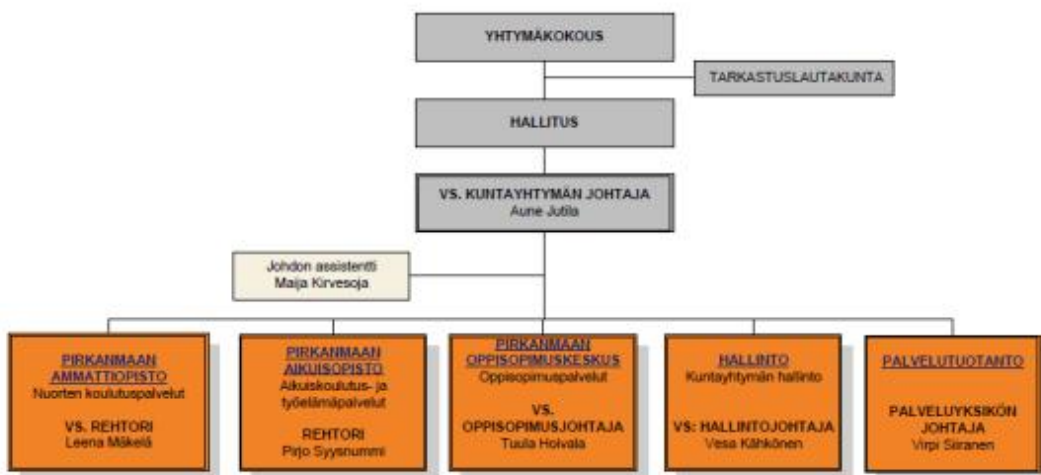 YHTYMÄKOKOUS
TARKASTUSLAUTAKUNTA
HALLITUS
VS. KUNTAYHTYMÄN JOHTAJA
Aune Jutila
Johdon assistentti
Maija Kirvesoja
PIRKANMAAN
AMMATTIOPISTO
Nuorten koulutuspalvelut
VS. REHTORI
Leena Mäkelä
PIRKANMAAN
AIKUISOPISTO
Aikuiskoulutus- ja
työelämäpalvelut
REHTORI
Pirjo Syysnummi
PIRKANMAAN
OPPISOPIMUSKESKUS
Oppisopimuspalvelut
VS.
OPPISOPIMUSJOHTAJA
Tuula Hoivala
HALLINTO
Kuntayhtymän hallinto
VS: HALLINTOJOHTAJA
Vesa Kähkönen
PALVELUTUOTANTO
PALVELUYKSIKÖN
JOHTAJA
Virpi Siiranen